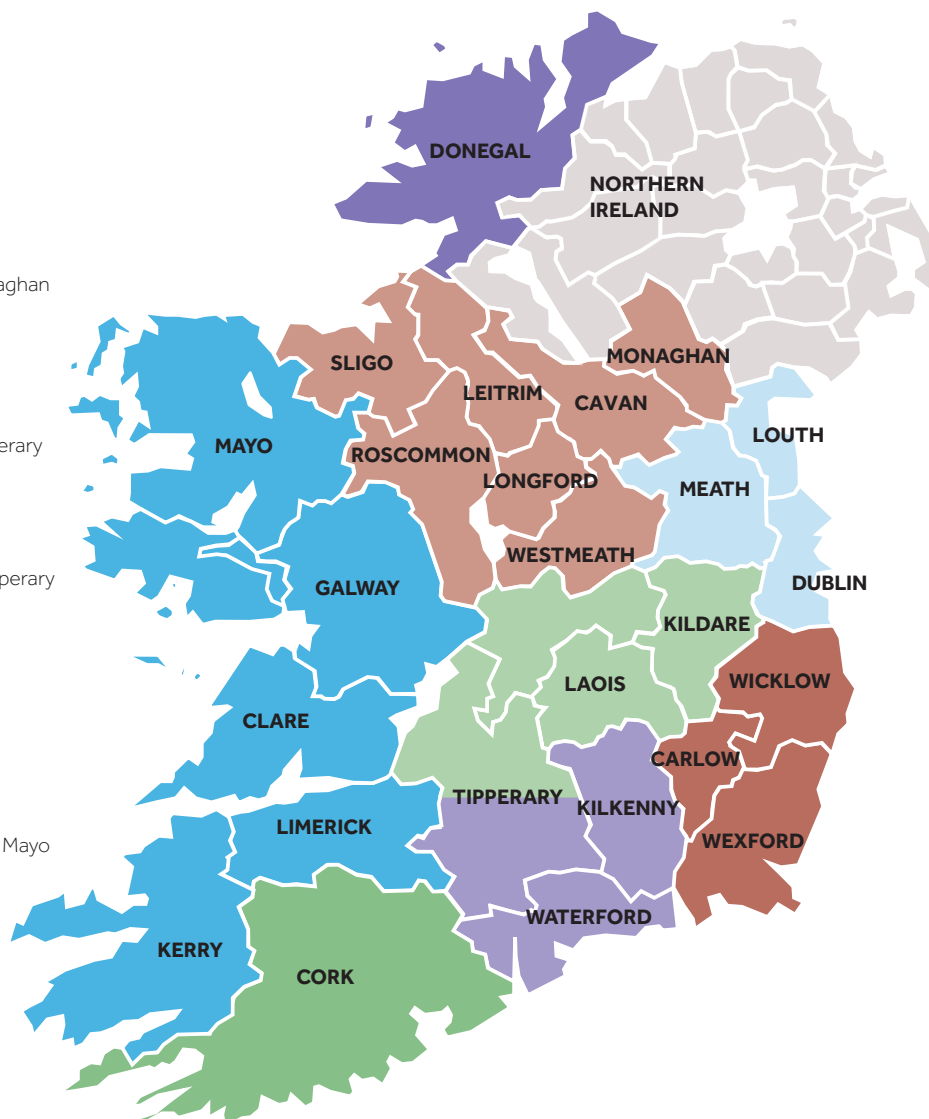 DONEGAL
NORTHERN
IRELAND
aghan
MONAGHAN
SLIGO
LEITRIM
CAVAN
LOUTH
erary
MAYO
ROSCOMMON
LONGFORD
MEATH
WESTMEATH
perary
GALWAY
DUBLIN
KILDARE
LAOIS
WICKLOW
CLARE
CARLOW
TIPPERARY
KILKENNY
LIMERICK
Mayo
WEXFORD
WATERFORD
KERRY
CORK